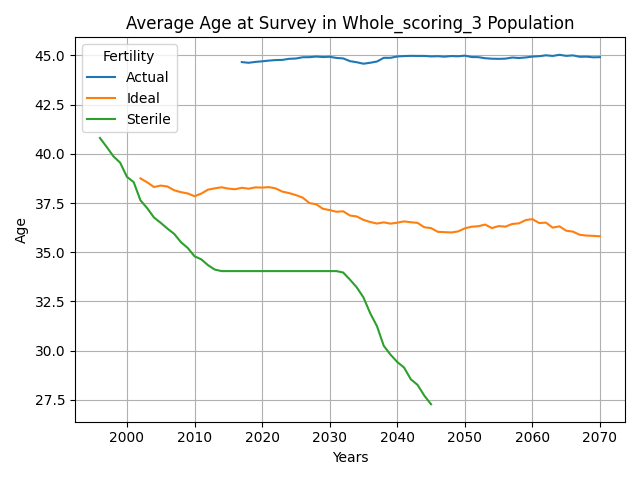 Average Age at Survey in Whole_scoring_3 Population
Fertility
Actual
Ideal
Sterile
45.0
42.5
40.0
37.5
35.0
32.5
30.0
27.5
Age
2000 2010 2020 2030 2040 2050 2060 2070
Years